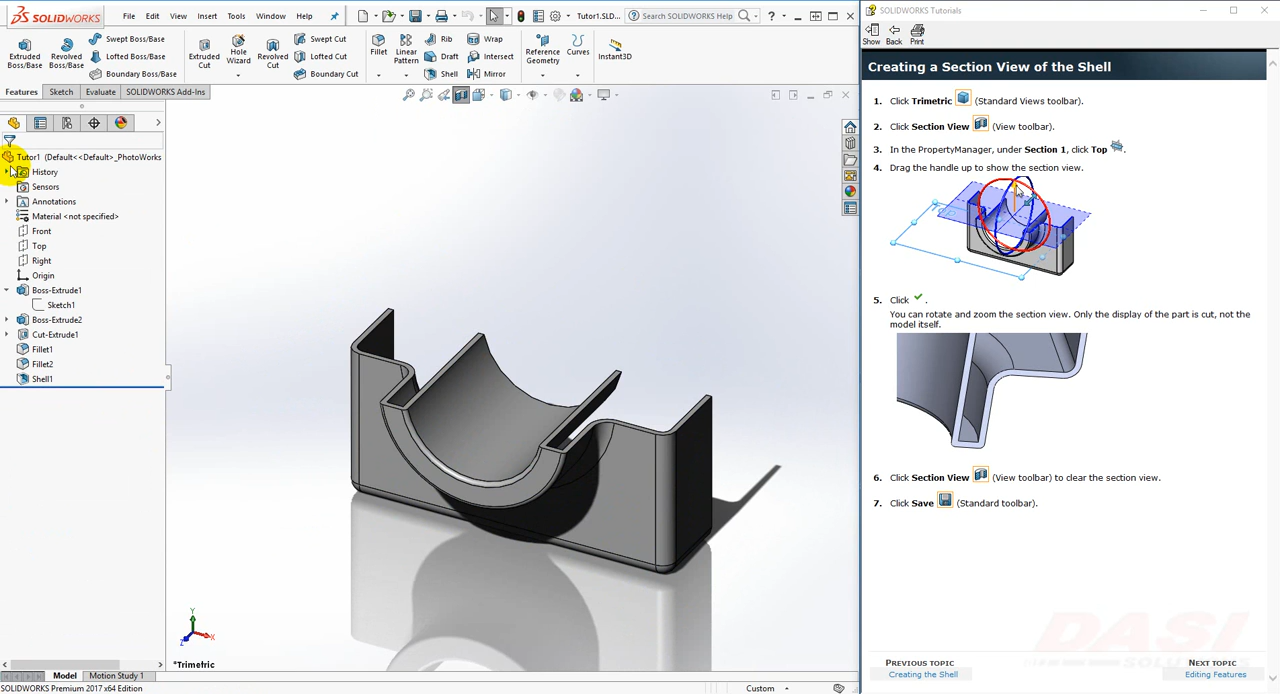 SOLIDWORKS
File
Edit
View
Insert
Tools
Window
Help
Tutor1.SLD...
Search SOLIDWORKS Help
Extruded Boss/Base
Revolved Boss/Base
Swept Boss/Base
Lofted Boss/Base
Boundary Boss/Base
Extruded Cut
Hole Wizard
Revolved Cut
Swept Cut
Lofted Cut
Boundary Cut
Fillet
Linear Pattern
Rib
Draft
Shell
Wrap
Intersect
Mirror
Reference Geometry
Curves
Instant3D
Features
Sketch
Evaluate
SOLIDWORKS Add-Ins
Tutor1 (Default<<Default>_PhotoWorks
History
Sensors
Annotations
Material <not specified>
Front
Top
Right
Origin
Boss-Extrude1
Sketch1
Boss-Extrude2
Cut-Extrude1
Fillet1
Fillet2
Shell1
Y
X
Z
*Trimetric
Model
Motion Study 1
SOLIDWORKS Premium 2017 x64 Edition
Custom
SOLIDWORKS Tutorials
Show
Back
Print
Creating a Section View of the Shell
1. Click Trimetric (Standard Views toolbar).
2. Click Section View (View toolbar).
3. In the PropertyManager, under Section 1, click Top .
4. Drag the handle up to show the section view.
5. Click .
You can rotate and zoom the section view. Only the display of the part is cut, not the
model itself.
6. Click Section View (View toolbar) to clear the section view.
7. Click Save (Standard toolbar).
DASI
SOLUTIONS
PREVIOUS TOPIC
Creating the Shell
NEXT TOPIC
Editing Features